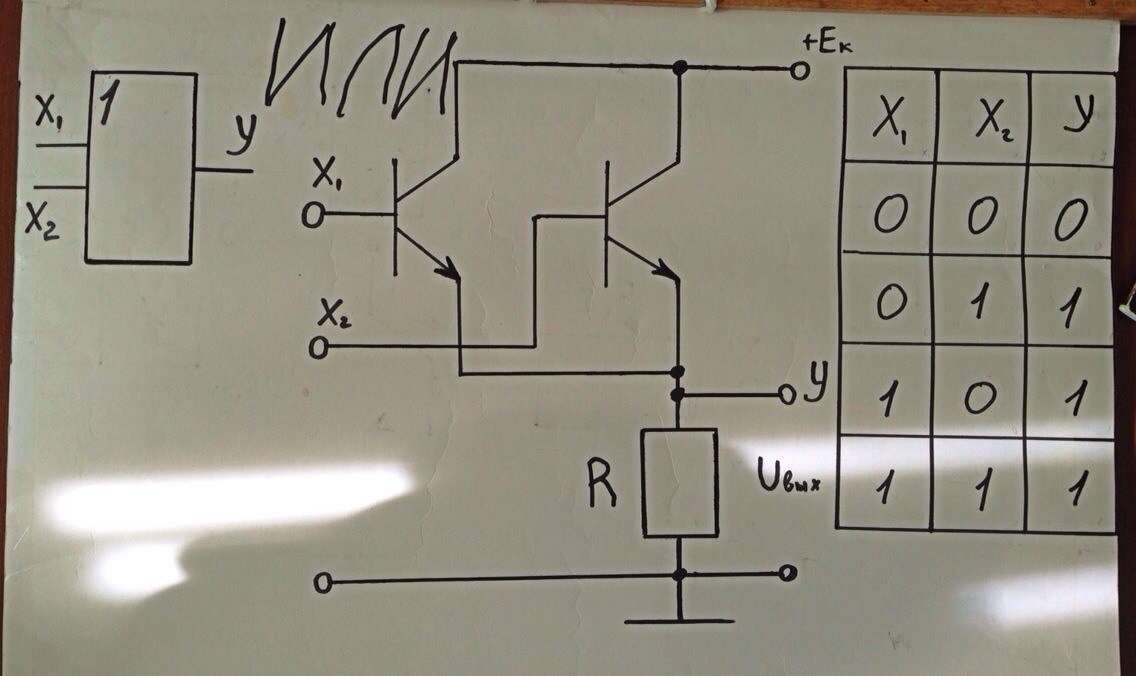 ИЛИ
1
X₁
X₂
У
+Eк
X₁
X₂
У
R
Uвых
X₁ X₂ У
0 0 0
0 1 1
1 0 1
1 1 1